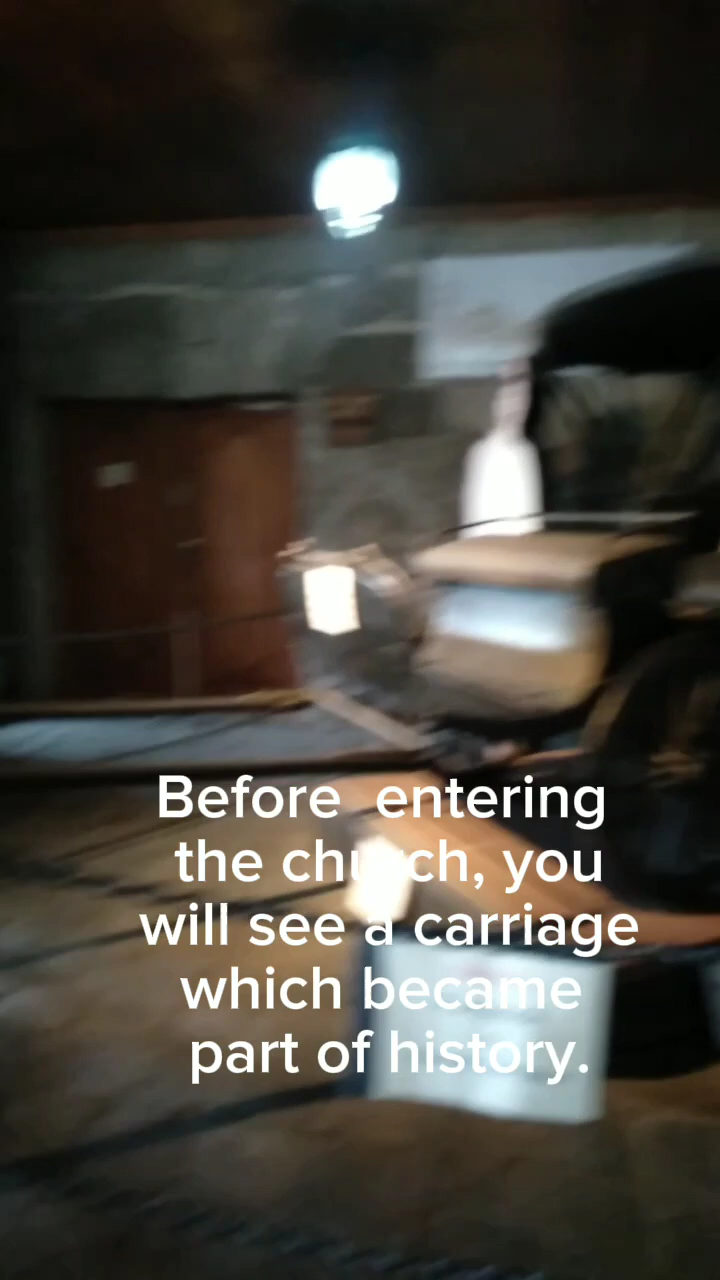 Before entering
the church, you
will see a carriage
which became
part of history.